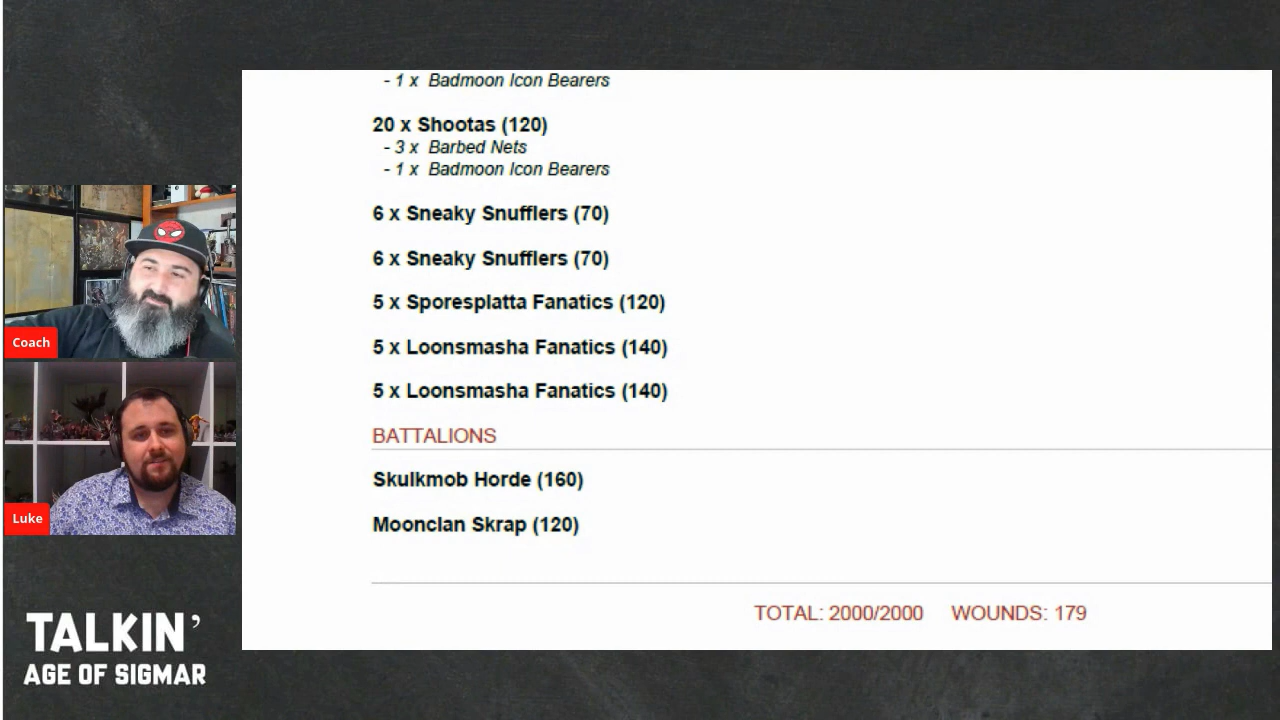 - 1 x Badmoon Icon Bearers
20 x Shootas (120)
- 3 x Barbed Nets
- 1 x Badmoon Icon Bearers
6 x Sneaky Snufflers (70)
6 x Sneaky Snufflers (70)
5 x Sporesplatta Fanatics (120)
5 x Loonsmasha Fanatics (140)
5 x Loonsmasha Fanatics (140)
BATTALIONS
Skulkmob Horde (160)
Moonclan Skrap (120)
TOTAL: 2000/2000 WOUNDS: 179
Coach
Luke
TALKIN'
AGE OF SIGMAR